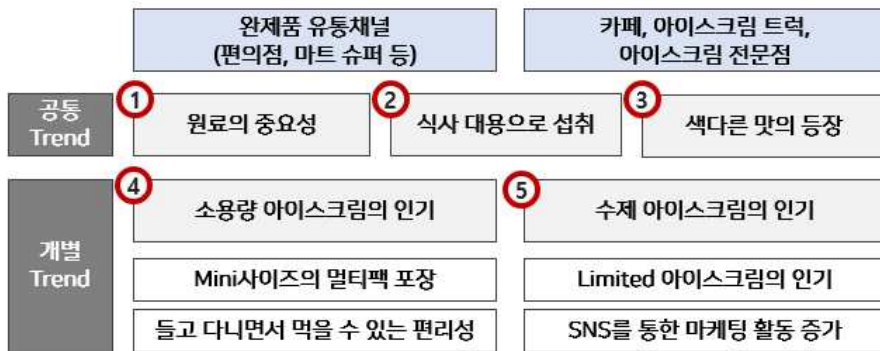 완제품 유통채널
(편의점, 마트 슈퍼 등)
카페, 아이스크림 트럭,
아이스크림 전문점
공통
Trend
1
원료의 중요성
2
식사 대용으로 섭취
3
색다른 맛의 등장
개별
Trend
4
소용량 아이스크림의 인기
5
수제 아이스크림의 인기
Mini사이즈의 멀티팩 포장
Limited 아이스크림의 인기
들고 다니면서 먹을 수 있는 편리성
SNS를 통한 마케팅 활동 증가